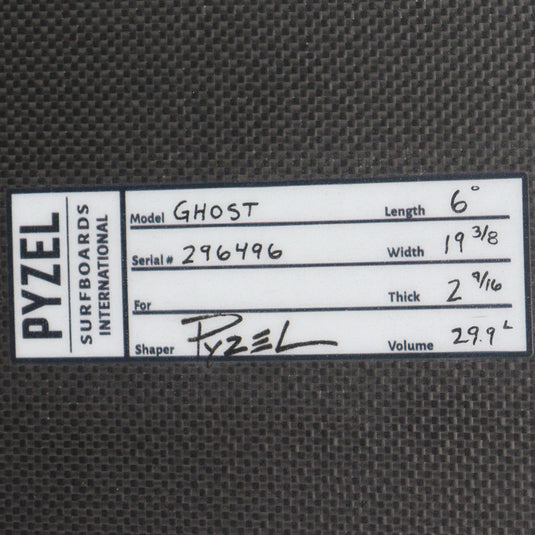 PYZEL
SURFBOARDS
INTERNATIONAL
Model GHOST
Length 6°
Serial # 296496
Width 19 3/8
For
Thick 2 9/16
Shaper PYZEL
Volume 29.9 L